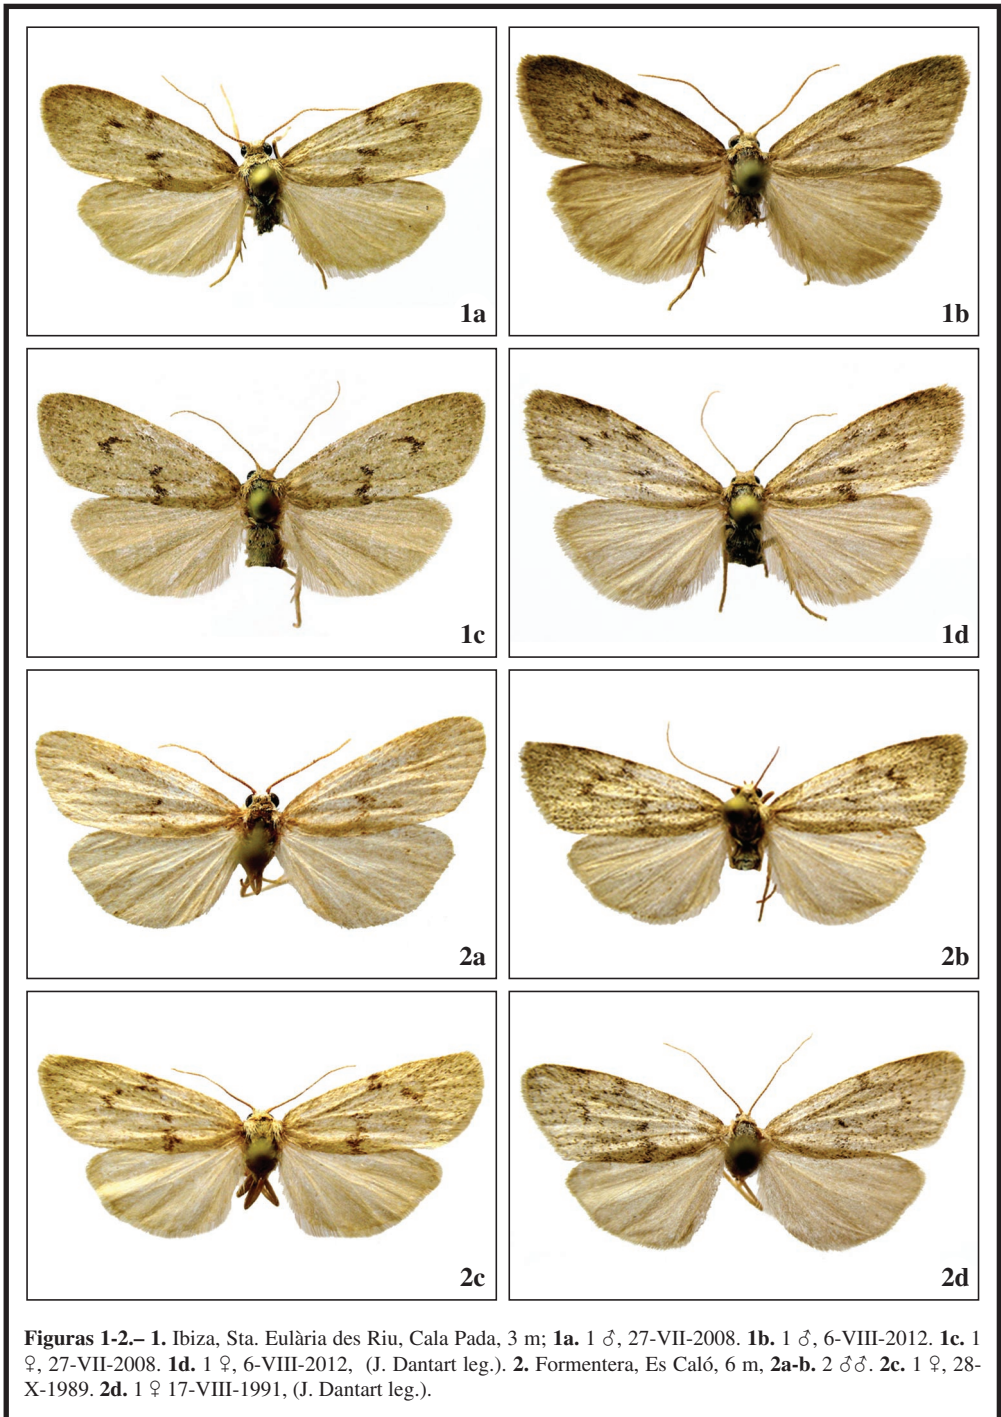 1a
1b
1c
1d
2a
2b
2c
2d
Figuras 1-2.– 1. Ibiza, Sta. Eulària des Riu, Cala Pada, 3 m; 1a. 1 ♂, 27-VII-2008. 1b. 1 ♂, 6-VIII-2012. 1c. 1
♀, 27-VII-2008. 1d. 1 ♀, 6-VIII-2012, (J. Dantart leg.). 2. Formentera, Es Caló, 6 m, 2a-b. 2 ♂♂. 2c. 1 ♀, 28-
X-1989. 2d. 1 ♀ 17-VIII-1991, (J. Dantart leg.).